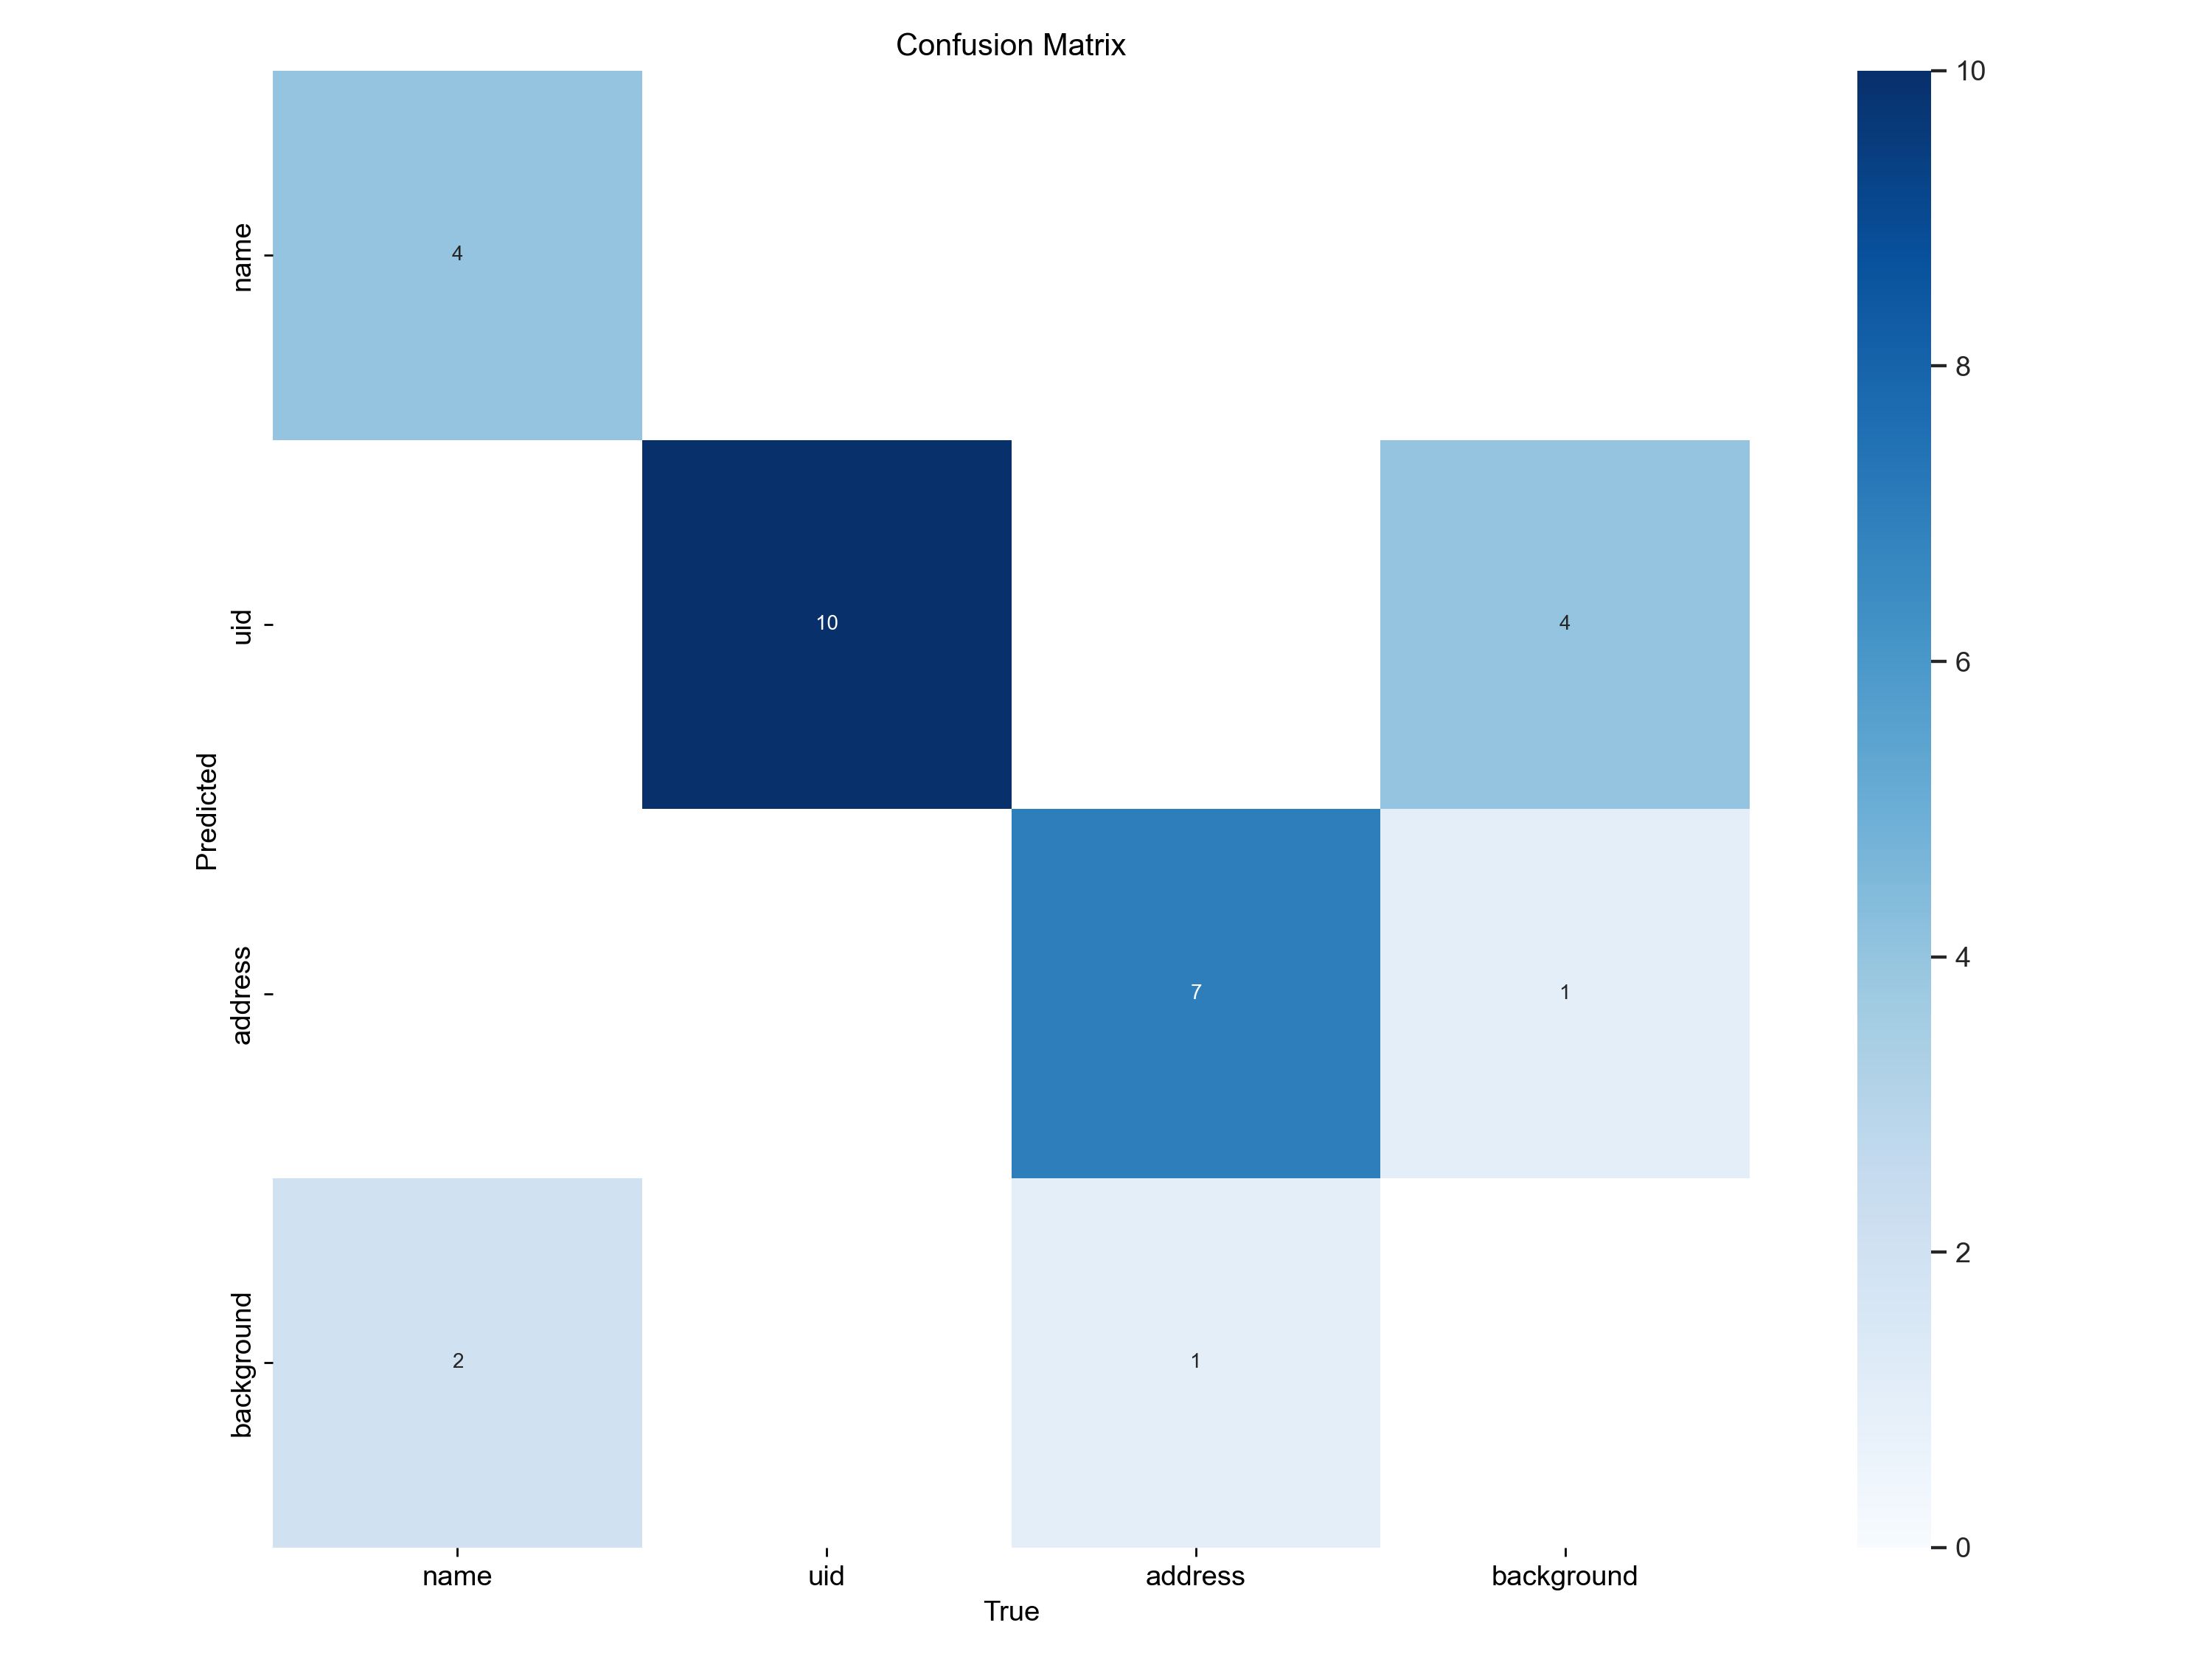 Confusion Matrix
10
8
6
4
2
0
Predicted
name
uid
address
background
4
10 4
7 1
2 1
name uid address background
True